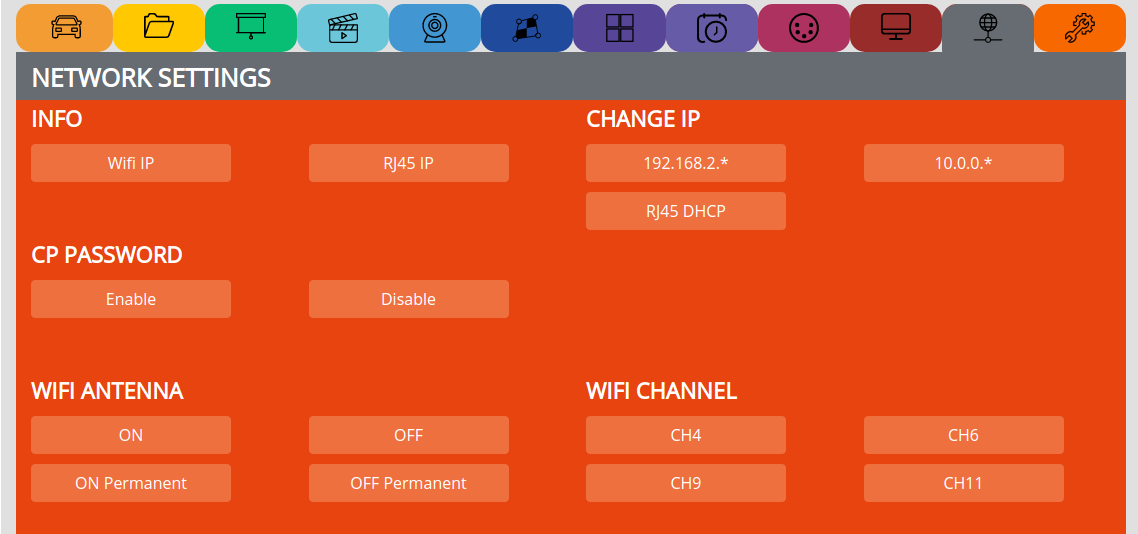 NETWORK SETTINGS
INFO
Wifi IP
RJ45 IP
CHANGE IP
192.168.2.*
10.0.0.*
RJ45 DHCP
CP PASSWORD
Enable
Disable
WIFI ANTENNA
ON
OFF
ON Permanent
OFF Permanent
WIFI CHANNEL
CH4
CH6
CH9
CH11